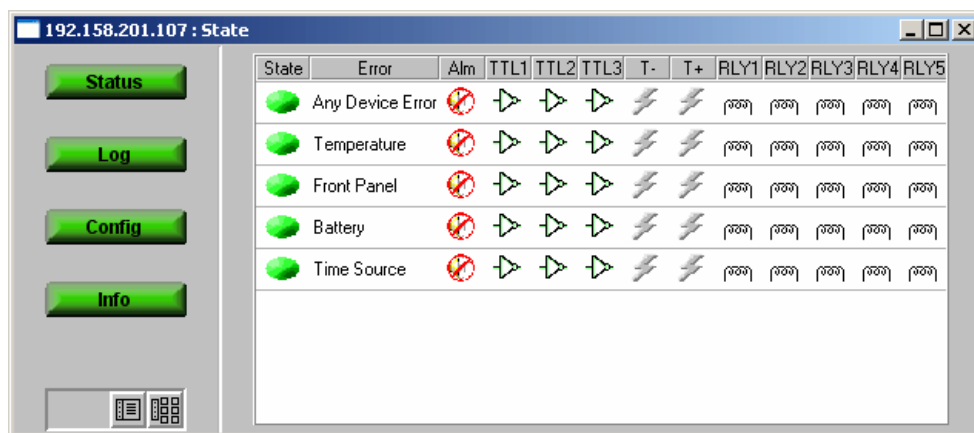 192.158.201.107 : State
Status
Log
Config
Info
State Error Alm TTL1 TTL2 TTL3 T- T+ RLY1 RLY2 RLY3 RLY4 RLY5
Any Device Error
Temperature
Front Panel
Battery
Time Source